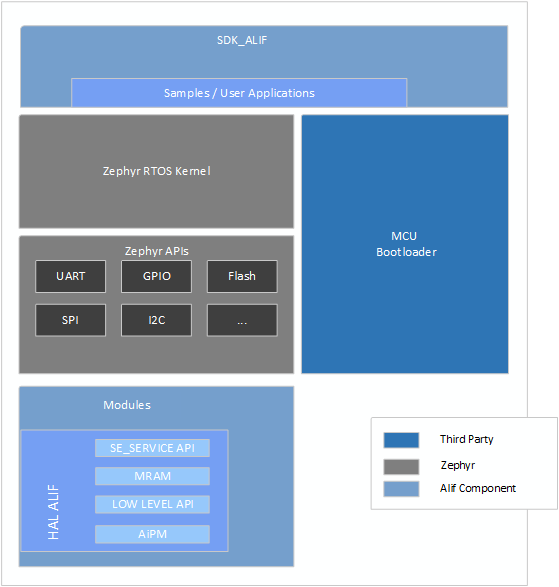 SDK_ALIF
Samples / User Applications
Zephyr RTOS Kernel
MCU
Bootloader
Zephyr APIs
UART
GPIO
Flash
SPI
I2C
...
Modules
HAL ALIF
SE_SERVICE API
MRAM
LOW LEVEL API
AiPM
Third Party
Zephyr
Alif Component